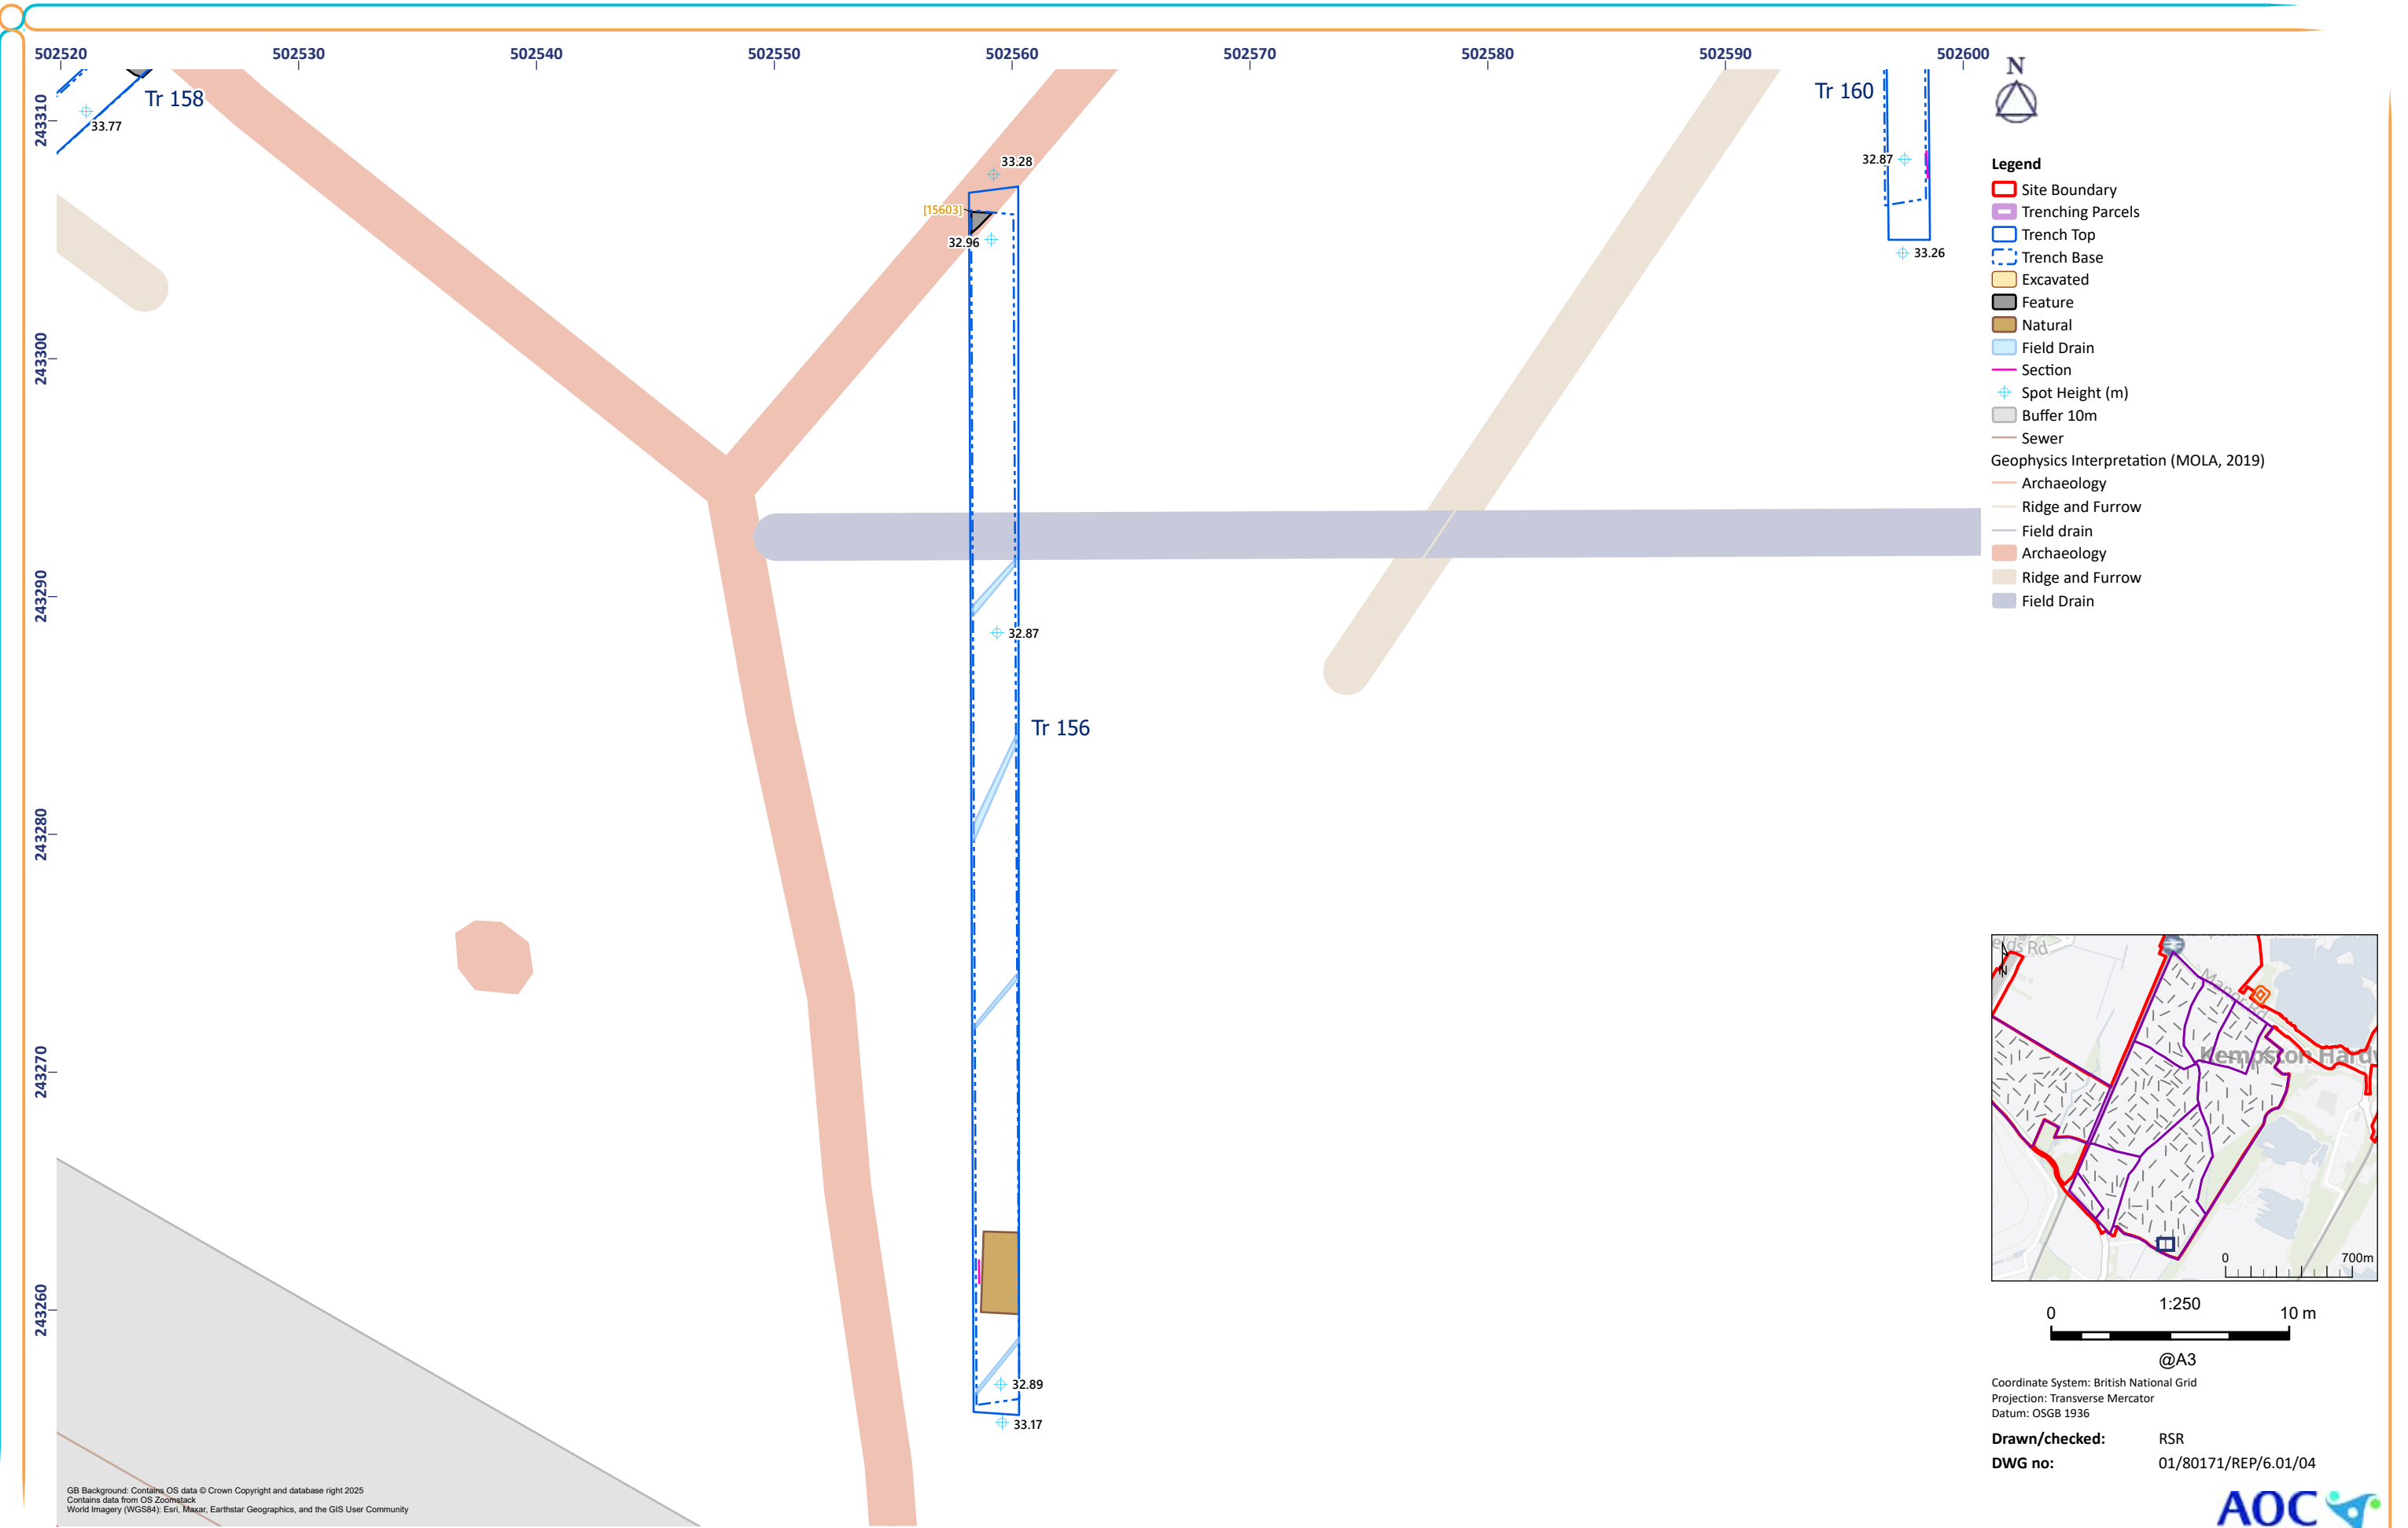 502520 502530 502540 502550 502560 502570 502580 502590 502600
243310
243300
243290
243280
243270
243260
Tr 158
33.77
33.28
[15603]
32.96
32.87
Tr 156
32.89
33.17
Tr 160
32.87
33.26
N
Legend
Site Boundary
Trenching Parcels
Trench Top
Trench Base
Excavated
Feature
Natural
Field Drain
Section
Spot Height (m)
Buffer 10m
Sewer
Geophysics Interpretation (MOLA, 2019)
Archaeology
Ridge and Furrow
Field drain
Archaeology
Ridge and Furrow
Field Drain
N
Kempston Hardw
0 700m
1:250
0 10 m
@A3
Coordinate System: British National Grid
Projection: Transverse Mercator
Datum: OSGB 1936
Drawn/checked: RSR
DWG no: 01/80171/REP/6.01/04
AOC
GB Background: Contains OS data © Crown Copyright and database right 2025
Contains data from OS Zoomstack
World Imagery (WGS84): Esri, Maxar, Earthstar Geographics, and the GIS User Community